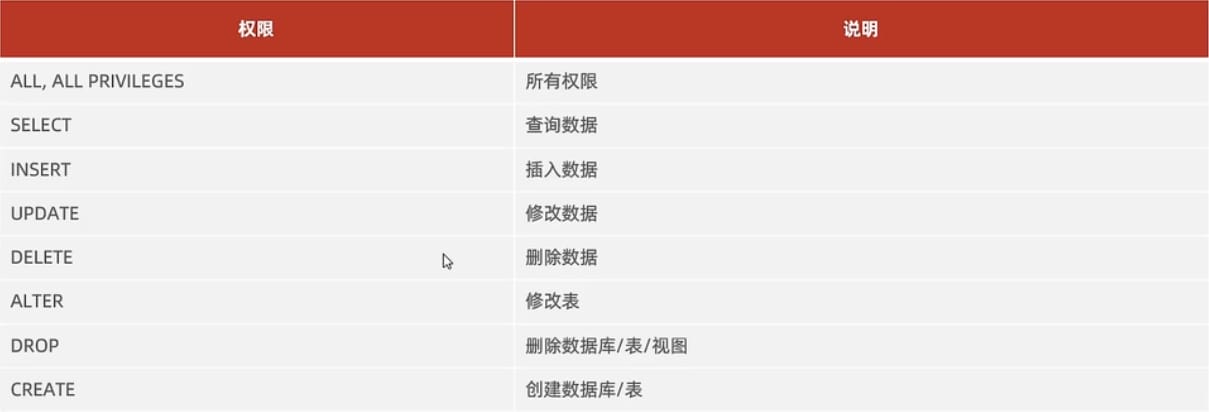 权限 说明
ALL, ALL PRIVILEGES 所有权限
SELECT 查询数据
INSERT 插入数据
UPDATE 修改数据
DELETE 删除数据
ALTER 修改表
DROP 删除数据库/表/视图
CREATE 创建数据库/表